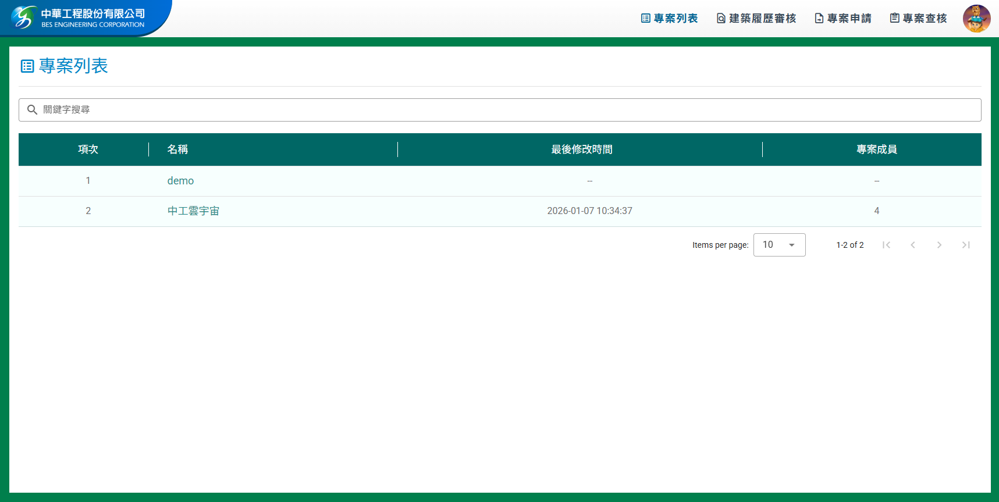 中華工程股份有限公司
BES ENGINEERING CORPORATION
專案列表 建築履歷審核 專案申請 專案查核
專案列表
關鍵字搜尋
項次 名稱 最後修改時間 專案成員
1 demo -- --
2 中工雲宇宙 2026-01-07 10:34:37 4
Items per page: 10 1-2 of 2